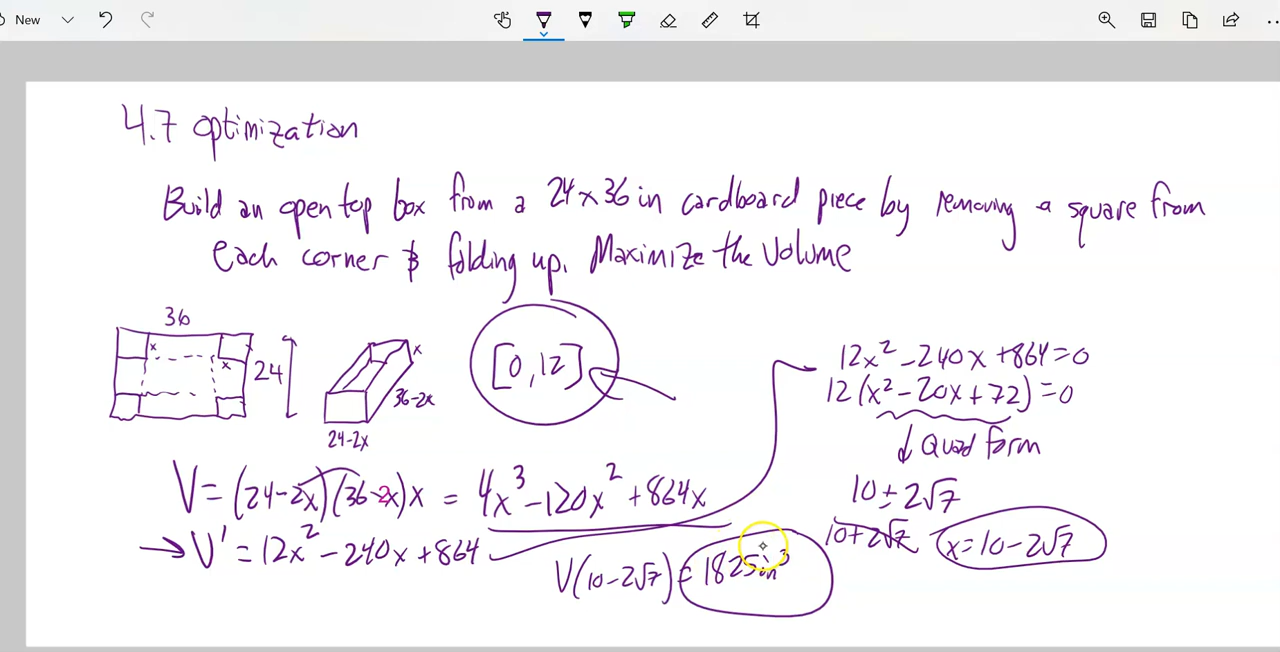 New
4.7 optimization
Build an open top box from a 24x36 in cardboard piece by removing a square from
each corner & folding up. Maximize the volume
36
x
x
24
x
36-2x
24-2x
[0,12]
12x² - 240x + 864 = 0
12(x² - 20x + 72) = 0
↓ Quad form
10 ± 2√7
10+2√7 x = 10 - 2√7
V = (24-2x)(36-2x)x = 4x³ - 120x² + 864x
→ V' = 12x² - 240x + 864
V(10-2√7) = 1825in³